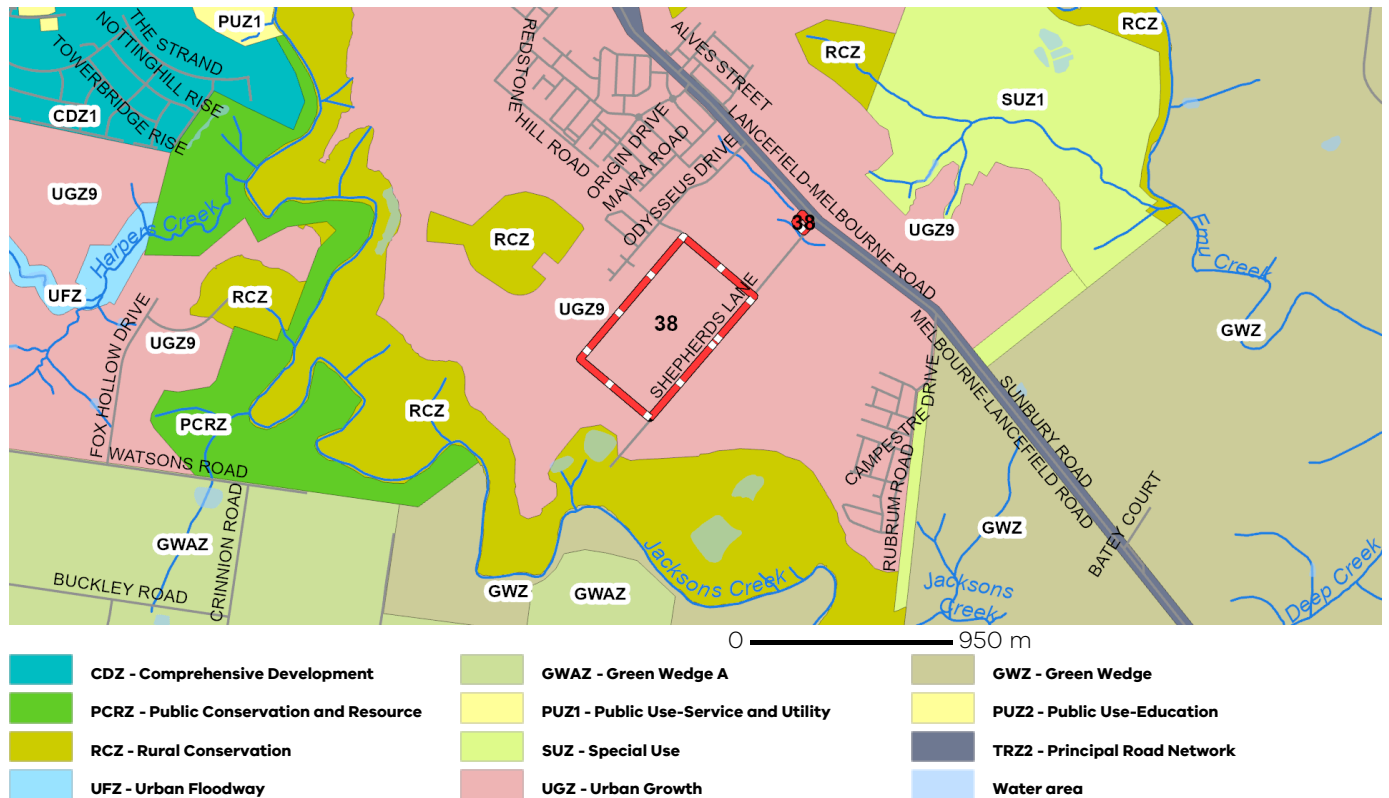 PUZ1
THE STRAND
NOTTINGHILL RISE
TOWERBRIDGE RISE
CDZ1
REDSTONE HILL ROAD
ALVES STREET
RCZ
RCZ
SUZ1
LANCEFIELD-MELBOURNE ROAD
ORIGIN DRIVE
MAVRA ROAD
ODYSSEUS DRIVE
UGZ9
Harpers Creek
RCZ
38
UGZ9
Emu Creek
UFZ
RCZ
UGZ9
38
SHEPHERDS LANE
GWZ
FOX HOLLOW DRIVE
UGZ9
MELBOURNE-LANCEFIELD ROAD
SUNBURY ROAD
PCRZ
RCZ
CAMPESTRE DRIVE
WATSONS ROAD
RUBRUM ROAD
CRINNION ROAD
GWAZ
GWZ
BATEY COURT
BUCKLEY ROAD
GWZ
GWAZ
Jacksons Creek
Jacksons
Creek
Deep Creek
0 950 m
CDZ - Comprehensive Development
GWAZ - Green Wedge A
GWZ - Green Wedge
PCRZ - Public Conservation and Resource
PUZ1 - Public Use-Service and Utility
PUZ2 - Public Use-Education
RCZ - Rural Conservation
SUZ - Special Use
TRZ2 - Principal Road Network
UFZ - Urban Floodway
UGZ - Urban Growth
Water area